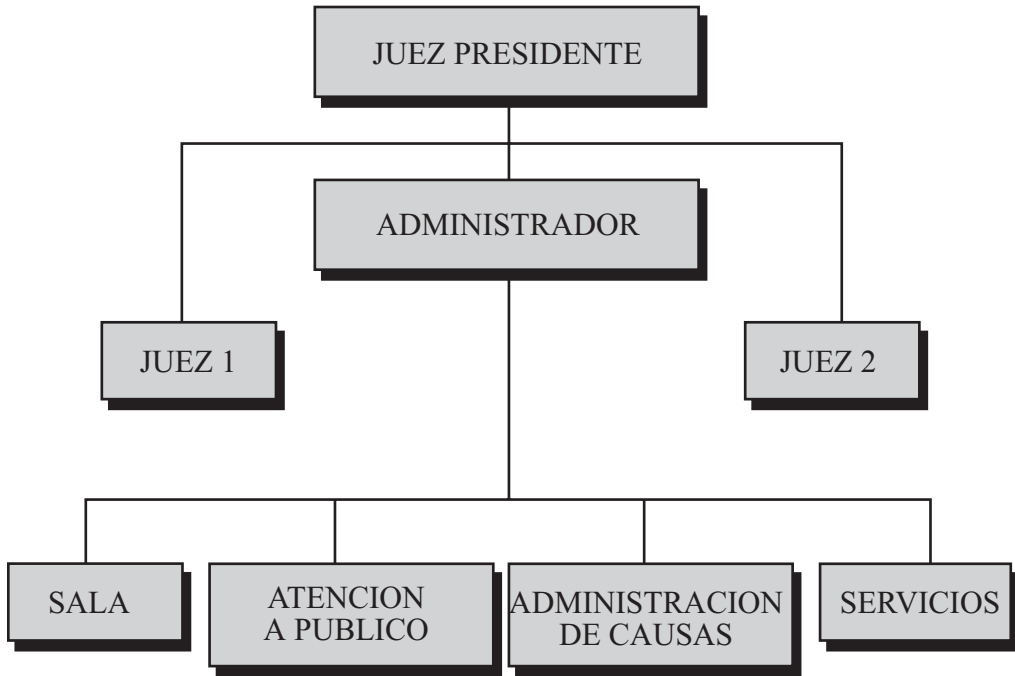 JUEZ PRESIDENTE
ADMINISTRADOR
JUEZ 1
JUEZ 2
SALA
ATENCION
A PUBLICO
ADMINISTRACION
DE CAUSAS
SERVICIOS